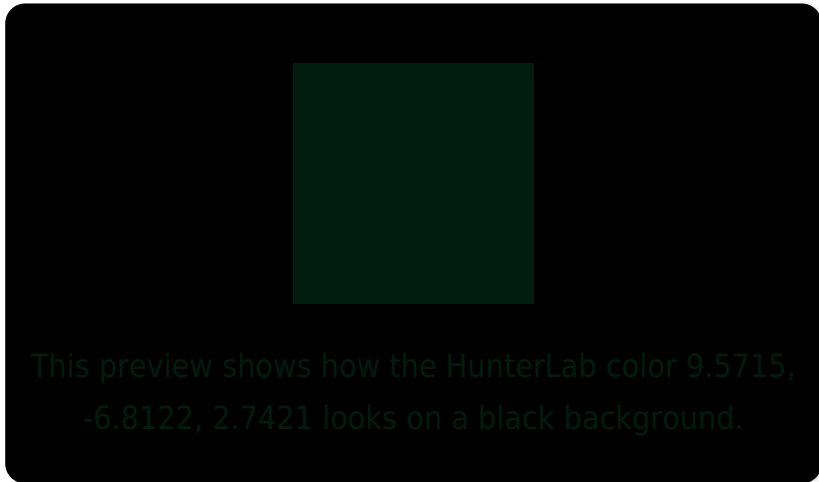 This preview shows how the HunterLab color 9.5715,
-6.8122, 2.7421 looks on a black background.